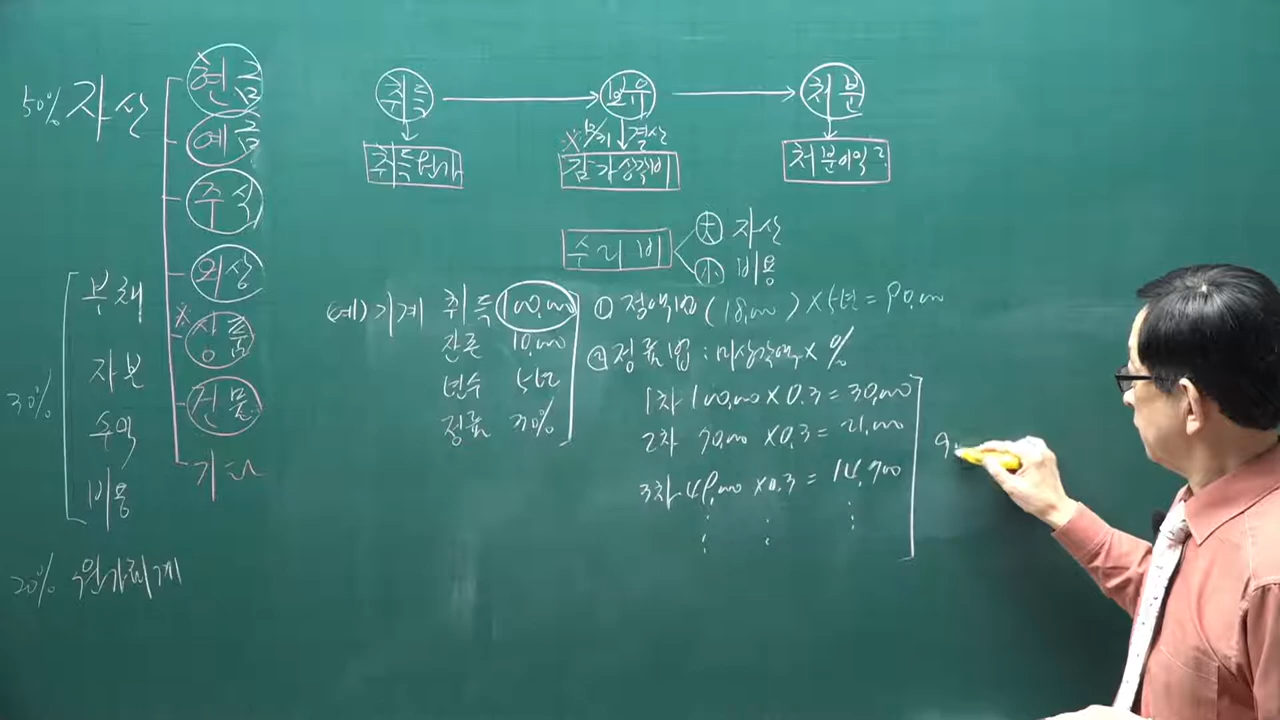 50% 자산
현금
예금
주식
외상
※ 상품
건물
기타
30%
부채
자본
수익
비용
20% 원가회계
취득 → 보유 → 처분
취득원가
※ 12/31 결산
감가상각비
처분이익
수리비
大 자산
小 비용
(예) 기계 취득 100,000
잔존 10,000
년수 5년
정률 30%
① 정액법 (18,000) × 5년 = 90,000
② 정률법 : 미상각액 × %
1차 100,000 × 0.3 = 30,000
2차 70,000 × 0.3 = 21,000
3차 49,000 × 0.3 = 14,700
9